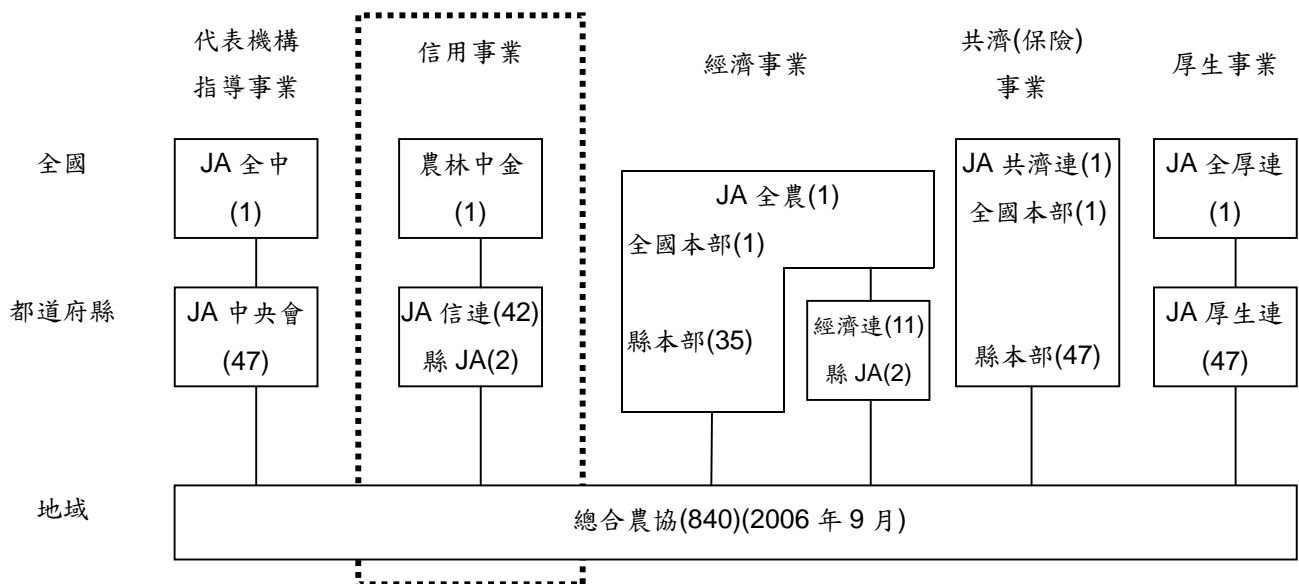 代表機構
指導事業
信用事業
經濟事業
共濟(保險)
事業
厚生事業
全國
JA 全中
(1)
農林中金
(1)
JA 全農(1)
全國本部(1)
縣本部(35)
JA 共濟連(1)
全國本部(1)
縣本部(47)
JA 全厚連
(1)
都道府縣
JA 中央會
(47)
JA 信連(42)
縣 JA(2)
經濟連(11)
縣 JA(2)
JA 厚生連
(47)
地域
總合農協(840)(2006 年 9 月)